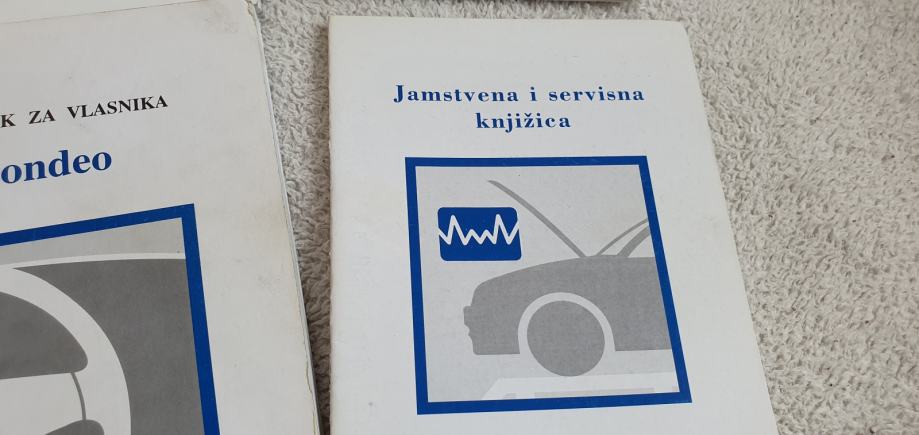 K ZA VLASNIKA
ondeo
Jamstvena i servisna
knjižica